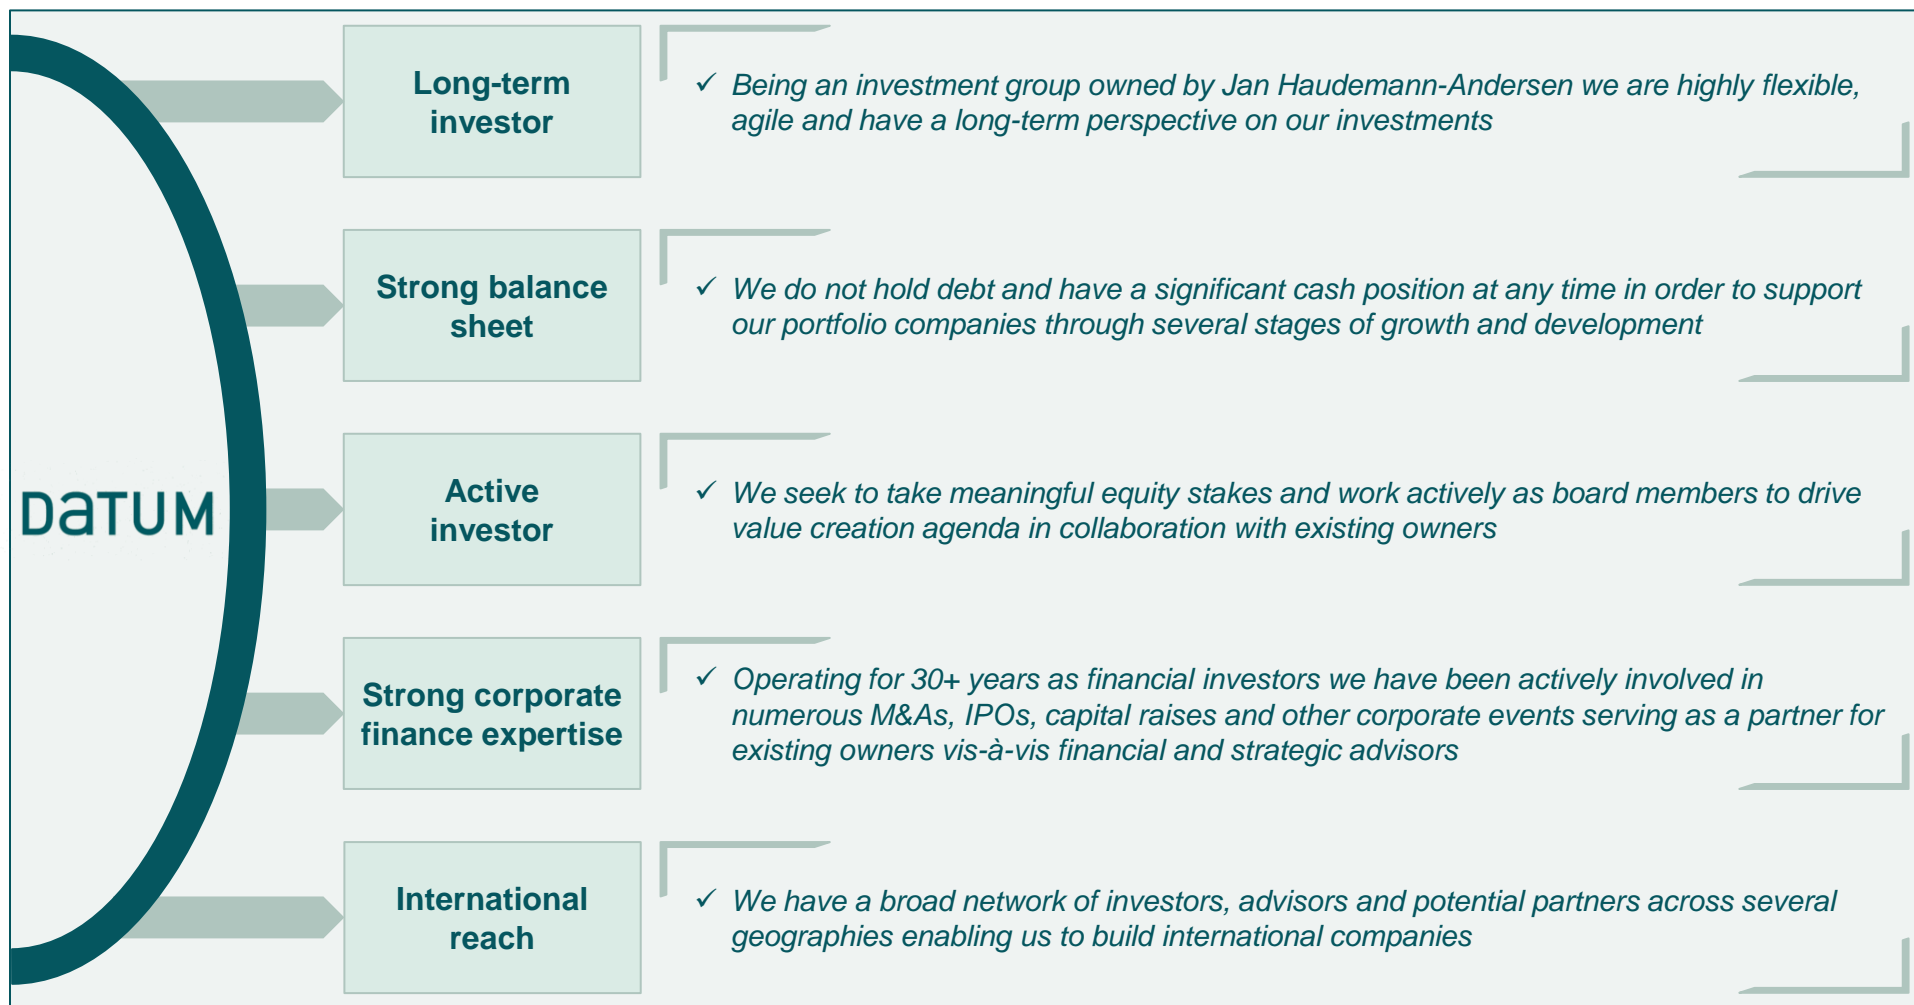 DaTUM
Long-term
investor
✓ Being an investment group owned by Jan Haudemann-Andersen we are highly flexible,
agile and have a long-term perspective on our investments
Strong balance
sheet
✓ We do not hold debt and have a significant cash position at any time in order to support
our portfolio companies through several stages of growth and development
Active
investor
✓ We seek to take meaningful equity stakes and work actively as board members to drive
value creation agenda in collaboration with existing owners
Strong corporate
finance expertise
✓ Operating for 30+ years as financial investors we have been actively involved in
numerous M&As, IPOs, capital raises and other corporate events serving as a partner for
existing owners vis-à-vis financial and strategic advisors
International
reach
✓ We have a broad network of investors, advisors and potential partners across several
geographies enabling us to build international companies